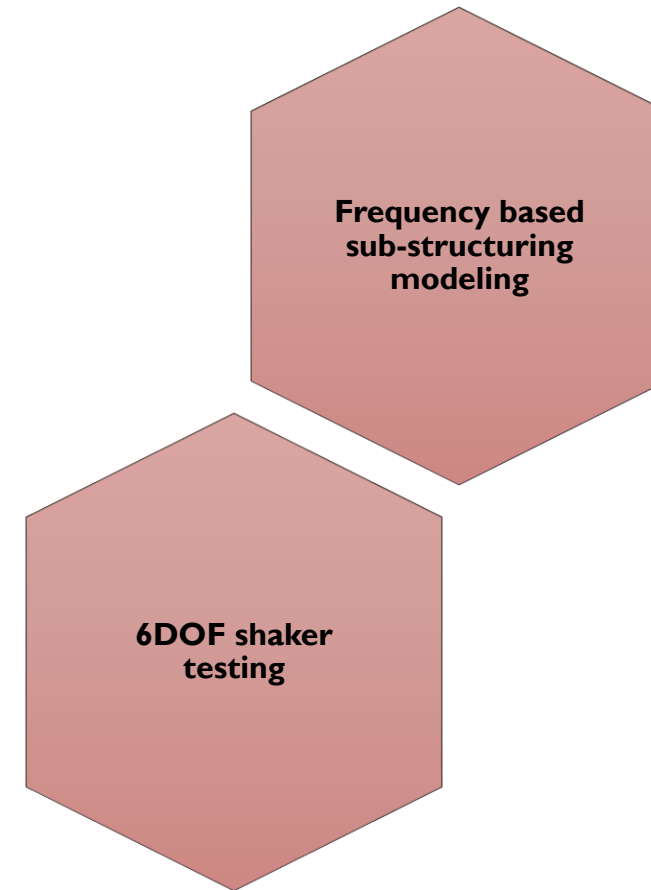 Frequency based
sub-structuring
modeling
6DOF shaker
testing